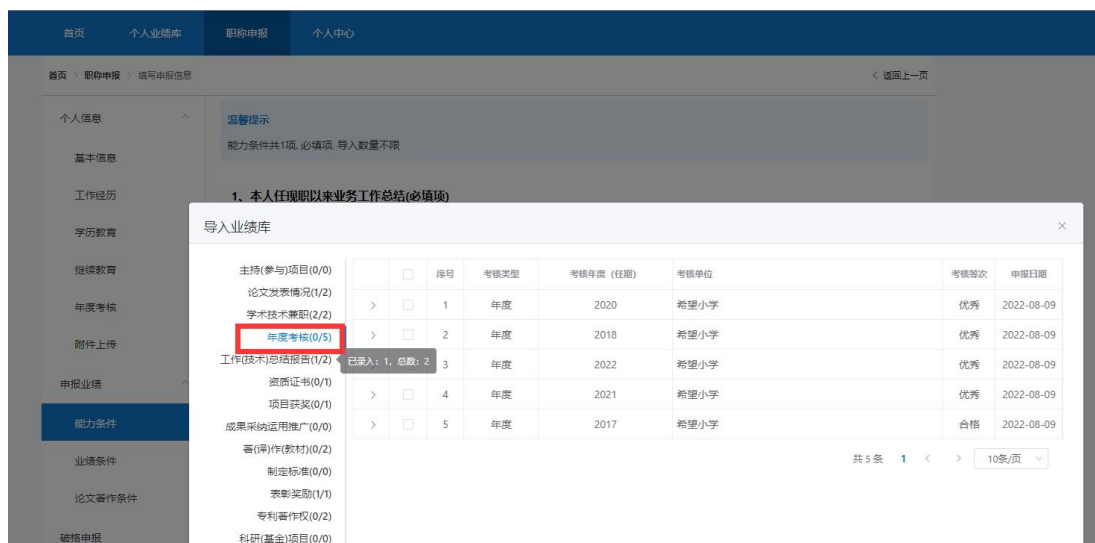 首页 个人业绩库 职称申报 个人中心
首页 > 职称申报 > 填写申报信息 < 返回上一页
个人信息
基本信息
工作经历
学历教育
继续教育
年度考核
附件上传
申报业绩
能力条件
业绩条件
论文著作条件
破格申报
温馨提示
能力条件共1项, 必填项, 导入数量不限
1、本人任现职以来业务工作总结(必填项)
导入业绩库 ×
主持(参与)项目(0/0)
论文发表情况(1/2)
学术技术兼职(2/2)
年度考核(0/5)
工作(技术)总结报告(1/2)
资质证书(0/1)
项目获奖(0/1)
成果采纳运用推广(0/0)
著(译)作(教材)(0/2)
制定标准(0/0)
表彰奖励(1/1)
专利著作权(0/2)
科研(基金)项目(0/0)
已录入: 1, 总数: 2
序号 考核类型 考核年度 (任期) 考核单位 考核等次 申报日期
> 1 年度 2020 希望小学 优秀 2022-08-09
> 2 年度 2018 希望小学 优秀 2022-08-09
3 年度 2022 希望小学 优秀 2022-08-09
> 4 年度 2021 希望小学 优秀 2022-08-09
> 5 年度 2017 希望小学 合格 2022-08-09
共 5 条 1 < > 10条/页